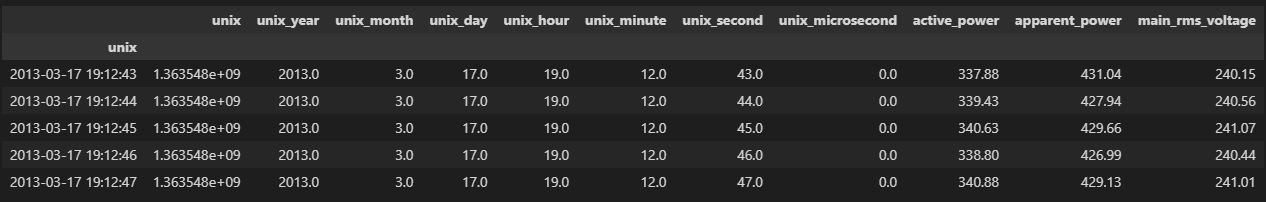 unix unix_year unix_month unix_day unix_hour unix_minute unix_second unix_microsecond active_power apparent_power main_rms_voltage
unix
2013-03-17 19:12:43 1.363548e+09 2013.0 3.0 17.0 19.0 12.0 43.0 0.0 337.88 431.04 240.15
2013-03-17 19:12:44 1.363548e+09 2013.0 3.0 17.0 19.0 12.0 44.0 0.0 339.43 427.94 240.56
2013-03-17 19:12:45 1.363548e+09 2013.0 3.0 17.0 19.0 12.0 45.0 0.0 340.63 429.66 241.07
2013-03-17 19:12:46 1.363548e+09 2013.0 3.0 17.0 19.0 12.0 46.0 0.0 338.80 426.99 240.44
2013-03-17 19:12:47 1.363548e+09 2013.0 3.0 17.0 19.0 12.0 47.0 0.0 340.88 429.13 241.01